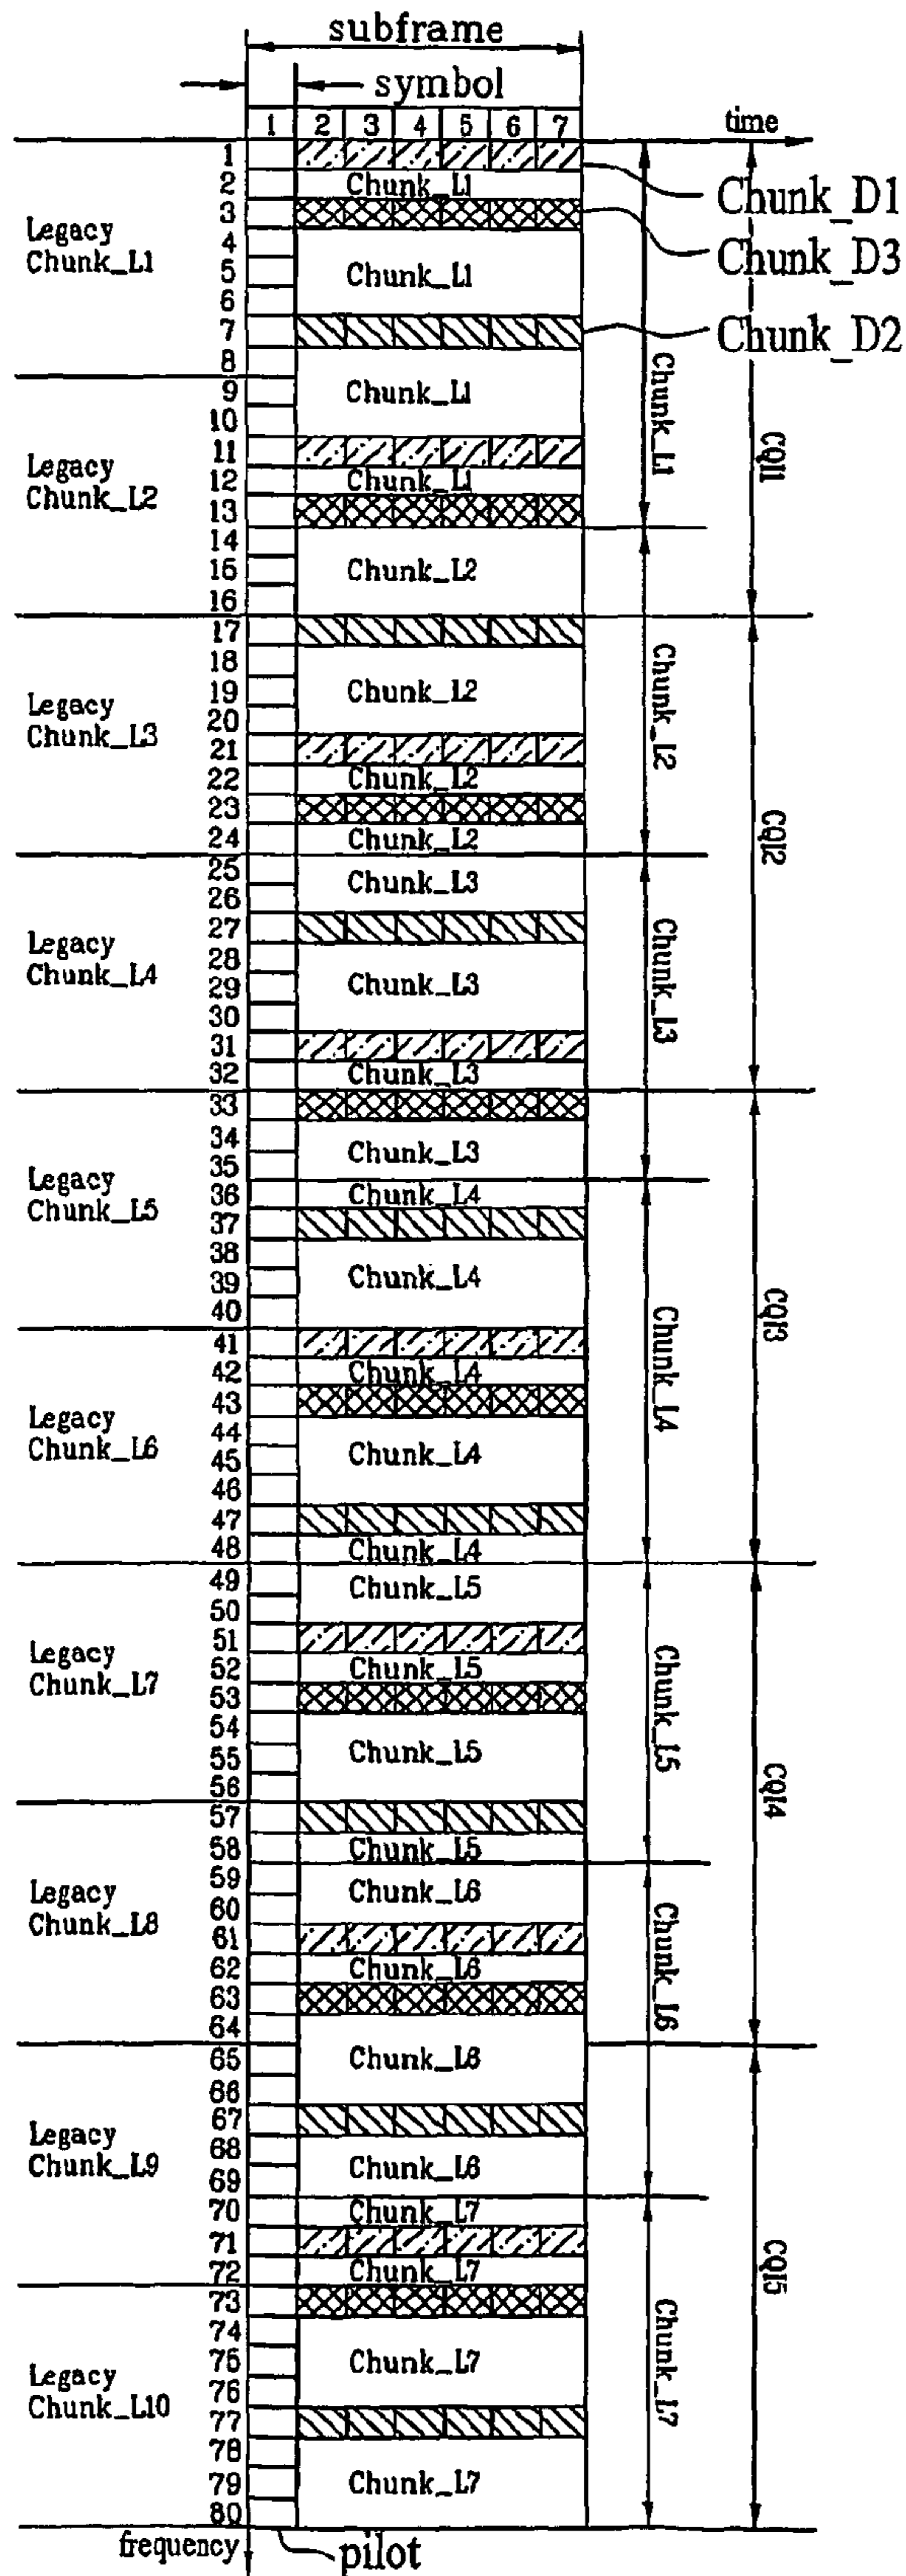 subframe
symbol
1 2 3 4 5 6 7 time
1
2 Chunk_L1 Chunk_D1
3 Chunk_D3
Legacy
Chunk_L1
4
5 Chunk_L1
6
7 Chunk_D2
8
9 Chunk_L1
10
Chunk_L1
CQI1
Legacy
Chunk_L2
11
12 Chunk_L1
13
14
15 Chunk_L2
16
17
18
Legacy
Chunk_L3
19 Chunk_L2
20
Chunk_L2
21
22 Chunk_L2
23
24 Chunk_L2
CQI2
25
26 Chunk_L3
27
Legacy
Chunk_L4
28
29 Chunk_L3
30
Chunk_L3
31
32 Chunk_L3
33
34
35 Chunk_L3
Legacy
Chunk_L5
36 Chunk_L4
37
38
39 Chunk_L4
40
CQI3
41
42 Chunk_L4
43
Chunk_L4
Legacy
Chunk_L6
44
45 Chunk_L4
46
47
48 Chunk_L4
49 Chunk_L5
50
51
Legacy
Chunk_L7
52 Chunk_L5
53
54
55 Chunk_L5
56
Chunk_L5
CQI4
57
58 Chunk_L5
59
60 Chunk_L6
Legacy
Chunk_L8
61
62 Chunk_L6
63
64
65 Chunk_L6
66
Chunk_L6
67
Legacy
Chunk_L9
68
69 Chunk_L6
70 Chunk_L7
71
72 Chunk_L7
CQI5
73
74
75 Chunk_L7
76
Legacy
Chunk_L10
Chunk_L7
77
78
79 Chunk_L7
80
frequency pilot